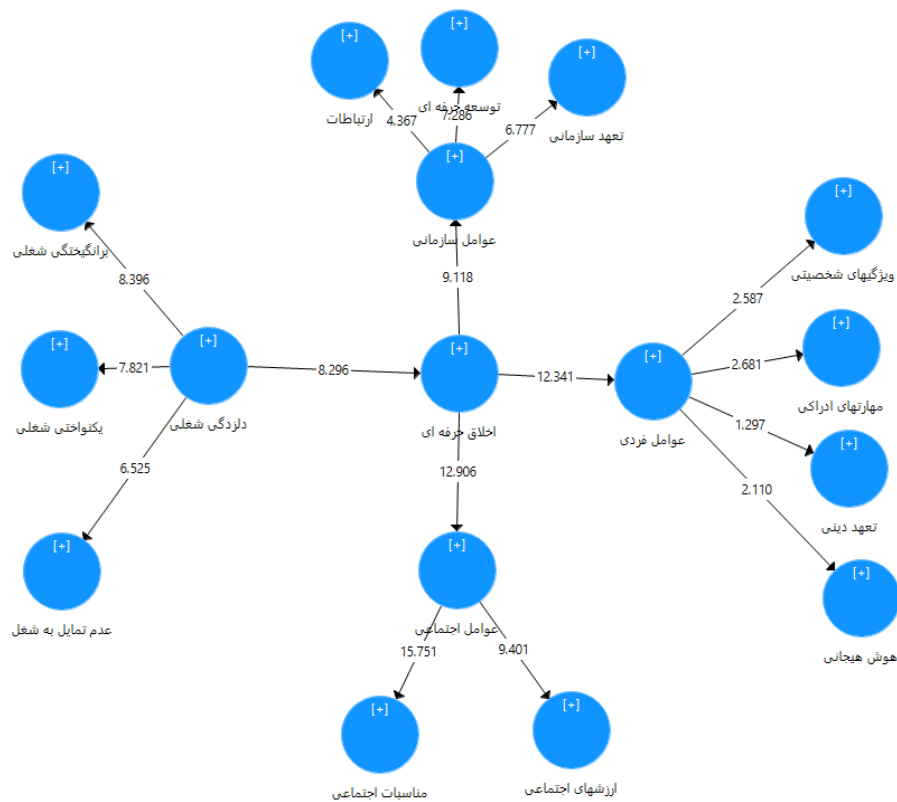 [+]
[+]
[+]
توسعه حرفه ای
ارتباطات
تعهد سازمانی
4.367
7.286
6.777
[+]
عوامل سازمانی
[+]
برانگیختگی شغلی
[+]
ویژگیهای شخصیتی
8.396
9.118
2.587
[+]
یکنواختی شغلی
7.821
[+]
دلزدگی شغلی
8.296
[+]
اخلاق حرفه ای
12.341
[+]
عوامل فردی
2.681
[+]
مهارتهای ادراکی
1.297
[+]
تعهد دینی
6.525
12.906
2.110
[+]
عدم تمایل به شغل
[+]
عوامل اجتماعی
[+]
هوش هیجانی
15.751
9.401
[+]
مناسبات اجتماعی
[+]
ارزشهای اجتماعی